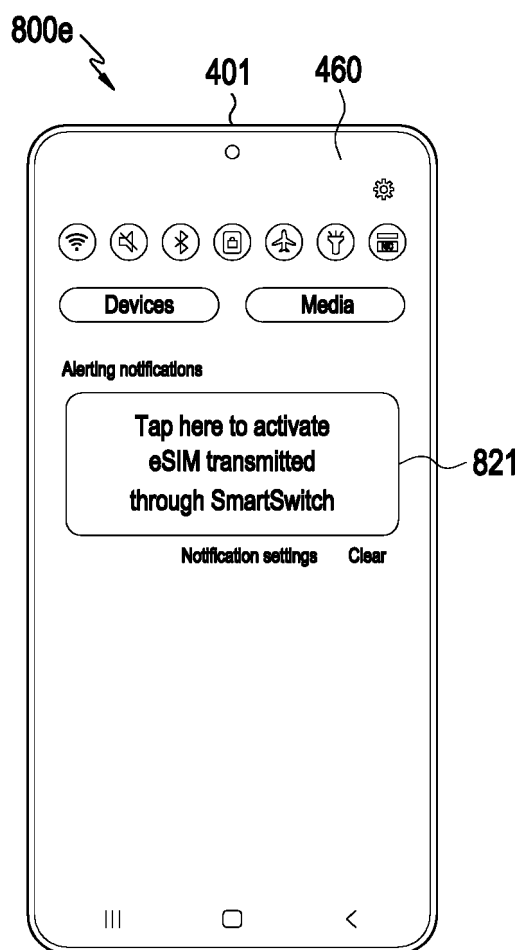 800e
401
460
Devices
Media
Alerting notifications
Tap here to activate
eSIM transmitted
through SmartSwitch
821
Notification settings
Clear